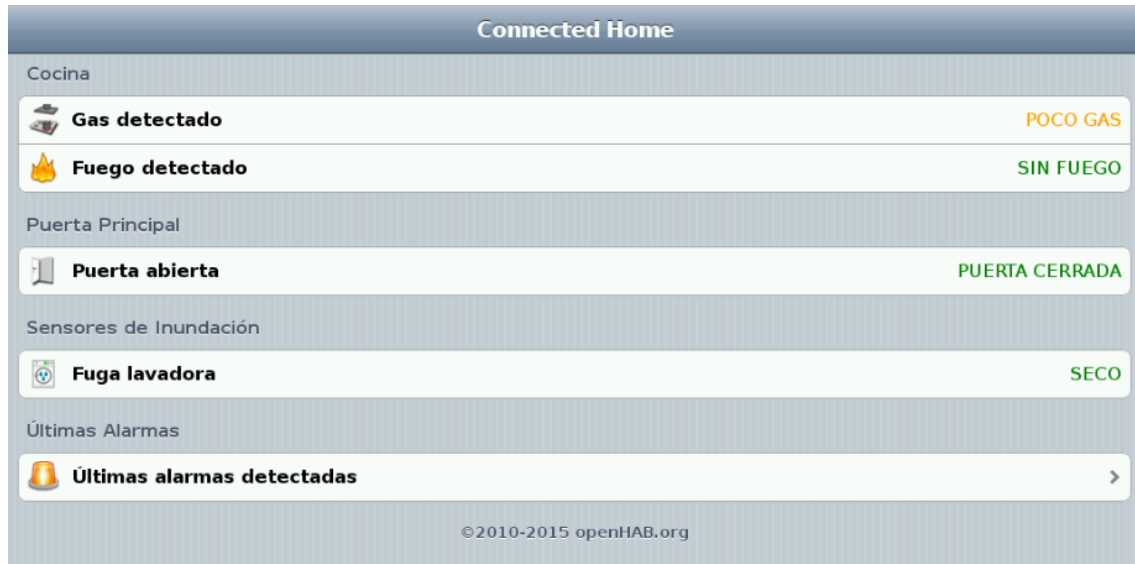 Connected Home
Cocina
Gas detectado POCO GAS
Fuego detectado SIN FUEGO
Puerta Principal
Puerta abierta PUERTA CERRADA
Sensores de Inundación
Fuga lavadora SECO
Últimas Alarmas
Últimas alarmas detectadas
©2010-2015 openHAB.org